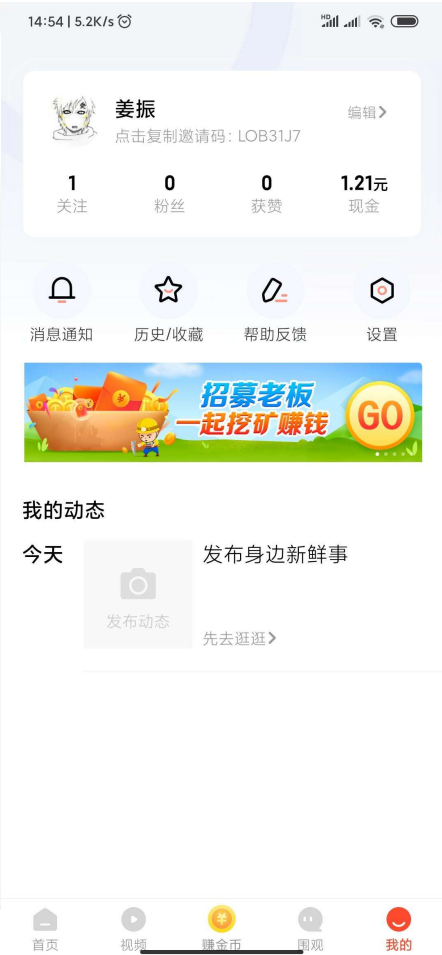 14:54 | 5.2K/s
HD
姜振
编辑
点击复制邀请码：LOB31J7
1
0
0
1.21元
关注
粉丝
获赞
现金
消息通知
历史/收藏
帮助反馈
设置
招募老板
一起挖矿赚钱
GO
我的动态
今天
发布身边新鲜事
发布动态
先去逛逛
首页
视频
赚金币
围观
我的